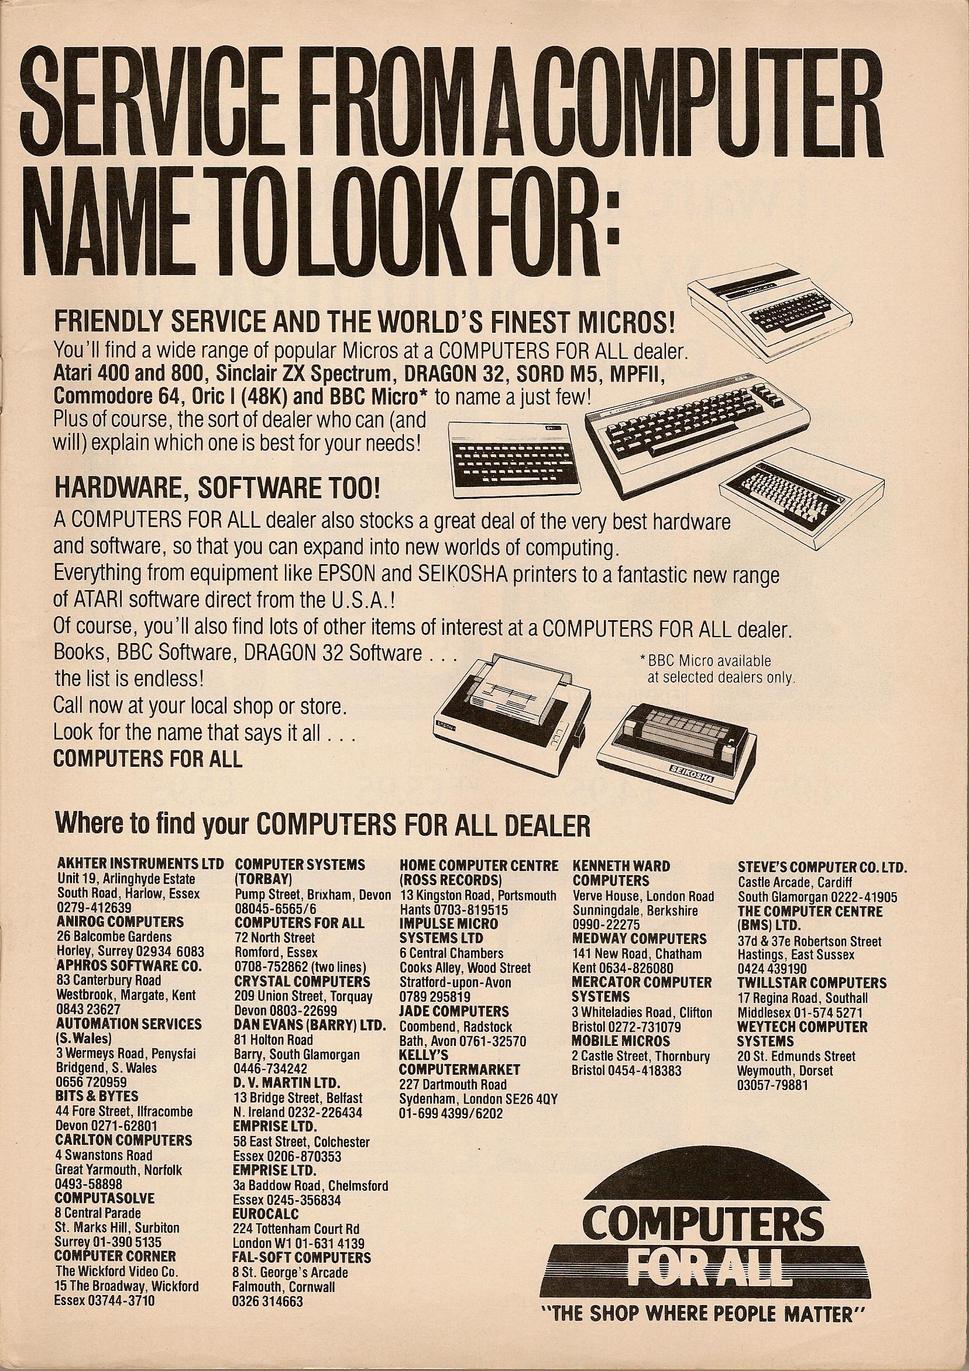 SERVICE FROM A COMPUTER
NAME TO LOOK FOR:
FRIENDLY SERVICE AND THE WORLD'S FINEST MICROS!
You'll find a wide range of popular Micros at a COMPUTERS FOR ALL dealer.
Atari 400 and 800, Sinclair ZX Spectrum, DRAGON 32, SORD M5, MPFII,
Commodore 64, Oric I (48K) and BBC Micro* to name a just few!
Plus of course, the sort of dealer who can (and
will) explain which one is best for your needs!
HARDWARE, SOFTWARE TOO!
A COMPUTERS FOR ALL dealer also stocks a great deal of the very best hardware
and software, so that you can expand into new worlds of computing.
Everything from equipment like EPSON and SEIKOSHA printers to a fantastic new range
of ATARI software direct from the U.S.A.!
Of course, you'll also find lots of other items of interest at a COMPUTERS FOR ALL dealer.
Books, BBC Software, DRAGON 32 Software . . .
the list is endless!
Call now at your local shop or store.
Look for the name that says it all . . .
COMPUTERS FOR ALL
*BBC Micro available
at selected dealers only.
EPSON
SEIKOSHA
Where to find your COMPUTERS FOR ALL DEALER
AKHTER INSTRUMENTS LTD
Unit 19, Arlinghyde Estate
South Road, Harlow, Essex
0279-412639
ANIROG COMPUTERS
26 Balcombe Gardens
Horley, Surrey 02934 6083
APHROS SOFTWARE CO.
83 Canterbury Road
Westbrook, Margate, Kent
0843 23627
AUTOMATION SERVICES
(S.Wales)
3 Wermeys Road, Penysfai
Bridgend, S. Wales
0656 720959
BITS & BYTES
44 Fore Street, Ilfracombe
Devon 0271-62801
CARLTON COMPUTERS
4 Swanstons Road
Great Yarmouth, Norfolk
0493-58898
COMPUTASOLVE
8 Central Parade
St. Marks Hill, Surbiton
Surrey 01-390 5135
COMPUTER CORNER
The Wickford Video Co.
15 The Broadway, Wickford
Essex 03744-3710
COMPUTER SYSTEMS
(TORBAY)
Pump Street, Brixham, Devon
08045-6565/6
COMPUTERS FOR ALL
72 North Street
Romford, Essex
0708-752862 (two lines)
CRYSTAL COMPUTERS
209 Union Street, Torquay
Devon 0803-22699
DAN EVANS (BARRY) LTD.
81 Holton Road
Barry, South Glamorgan
0446-734242
D. V. MARTIN LTD.
13 Bridge Street, Belfast
N. Ireland 0232-226434
EMPRISE LTD.
58 East Street, Colchester
Essex 0206-870353
EMPRISE LTD.
3a Baddow Road, Chelmsford
Essex 0245-356834
EUROCALC
224 Tottenham Court Rd
London W1 01-631 4139
FAL-SOFT COMPUTERS
8 St. George's Arcade
Falmouth, Cornwall
0326 314663
HOME COMPUTER CENTRE
(ROSS RECORDS)
13 Kingston Road, Portsmouth
Hants 0703-819515
IMPULSE MICRO
SYSTEMS LTD
6 Central Chambers
Cooks Alley, Wood Street
Stratford-upon-Avon
0789 295819
JADE COMPUTERS
Coombend, Radstock
Bath, Avon 0761-32570
KELLY'S
COMPUTERMARKET
227 Dartmouth Road
Sydenham, London SE26 4QY
01-699 4399/6202
KENNETH WARD
COMPUTERS
Verve House, London Road
Sunningdale, Berkshire
0990-22275
MEDWAY COMPUTERS
141 New Road, Chatham
Kent 0634-826080
MERCATOR COMPUTER
SYSTEMS
3 Whiteladies Road, Clifton
Bristol 0272-731079
MOBILE MICROS
2 Castle Street, Thornbury
Bristol 0454-418383
STEVE'S COMPUTER CO. LTD.
Castle Arcade, Cardiff
South Glamorgan 0222-41905
THE COMPUTER CENTRE
(BMS) LTD.
37d & 37e Robertson Street
Hastings, East Sussex
0424 439190
TWILLSTAR COMPUTERS
17 Regina Road, Southall
Middlesex 01-574 5271
WEYTECH COMPUTER
SYSTEMS
20 St. Edmunds Street
Weymouth, Dorset
03057-79881
COMPUTERS
FOR ALL
"THE SHOP WHERE PEOPLE MATTER"